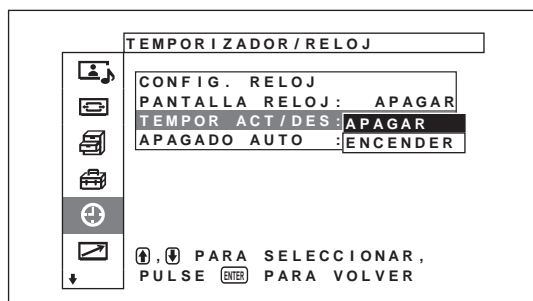 TEMPORIZADOR/RELOJ
CONFIG. RELOJ
PANTALLA RELOJ: APAGAR
TEMPOR ACT/DES: APAGAR
APAGADO AUTO : ENCENDER
, PARA SELECCIONAR,
PULSE ENTER PARA VOLVER